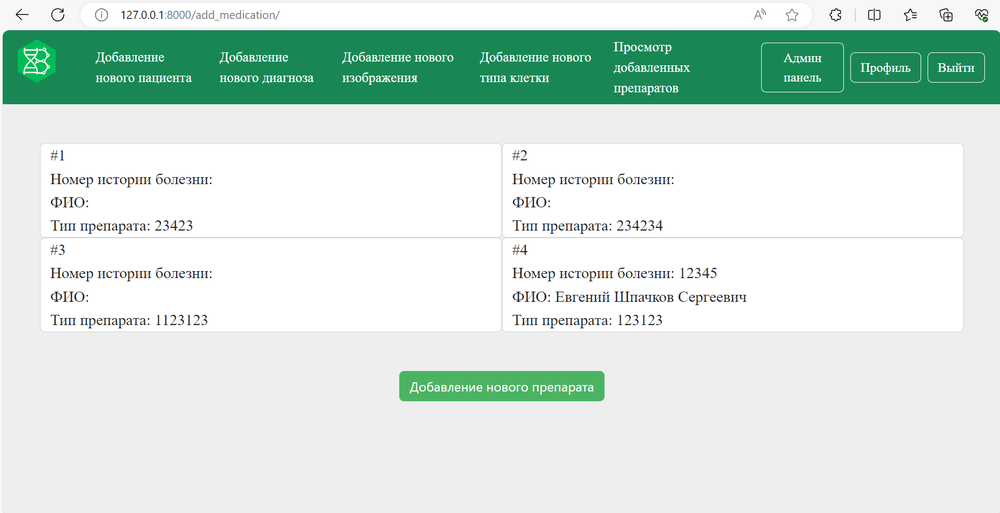 127.0.0.1:8000/add_medication/
Добавление
нового пациента
Добавление
нового диагноза
Добавление нового
изображения
Добавление нового
типа клетки
Просмотр
добавленных
препаратов
Админ
панель
Профиль
Выйти
#1
Номер истории болезни:
ФИО:
Тип препарата: 23423
#2
Номер истории болезни:
ФИО:
Тип препарата: 234234
#3
Номер истории болезни:
ФИО:
Тип препарата: 1123123
#4
Номер истории болезни: 12345
ФИО: Евгений Шпачков Сергеевич
Тип препарата: 123123
Добавление нового препарата